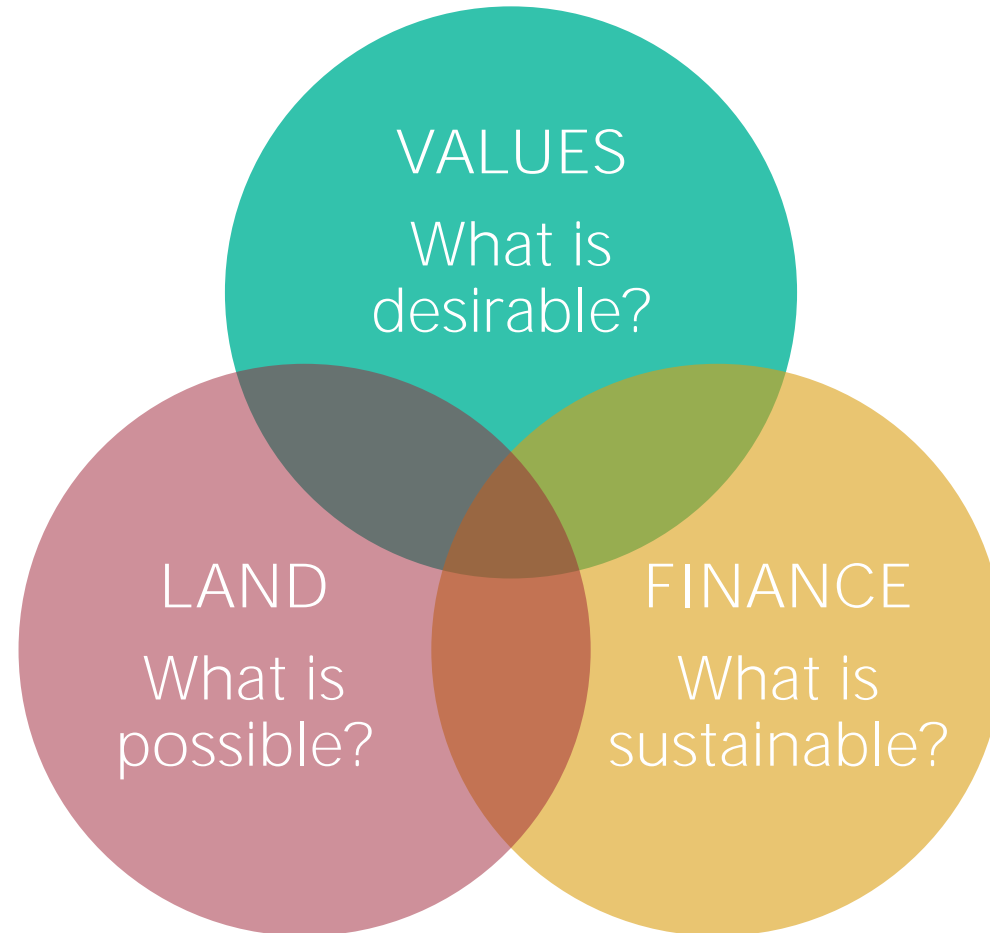 VALUES
What is
desirable?
LAND
What is
possible?
FINANCE
What is
sustainable?